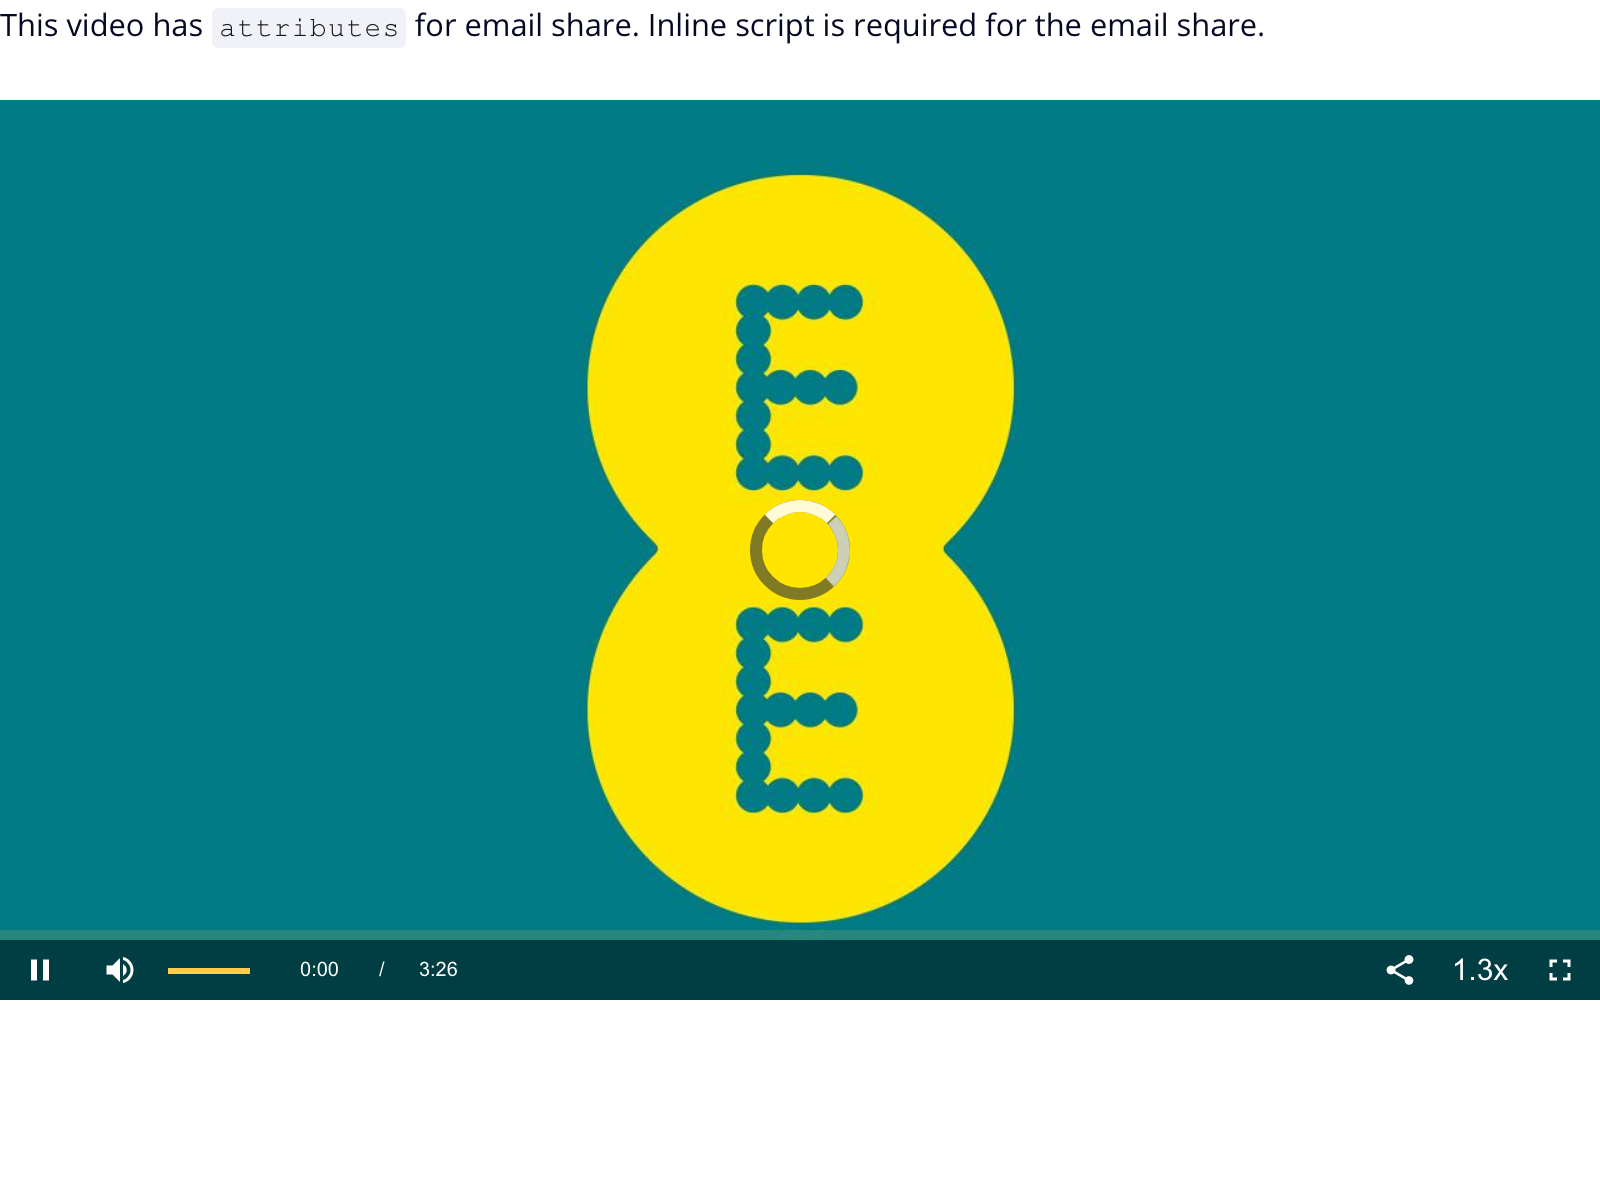 This video has attributes for email share. Inline script is required for the email share.
E
E
0:00 / 3:26 1.3x